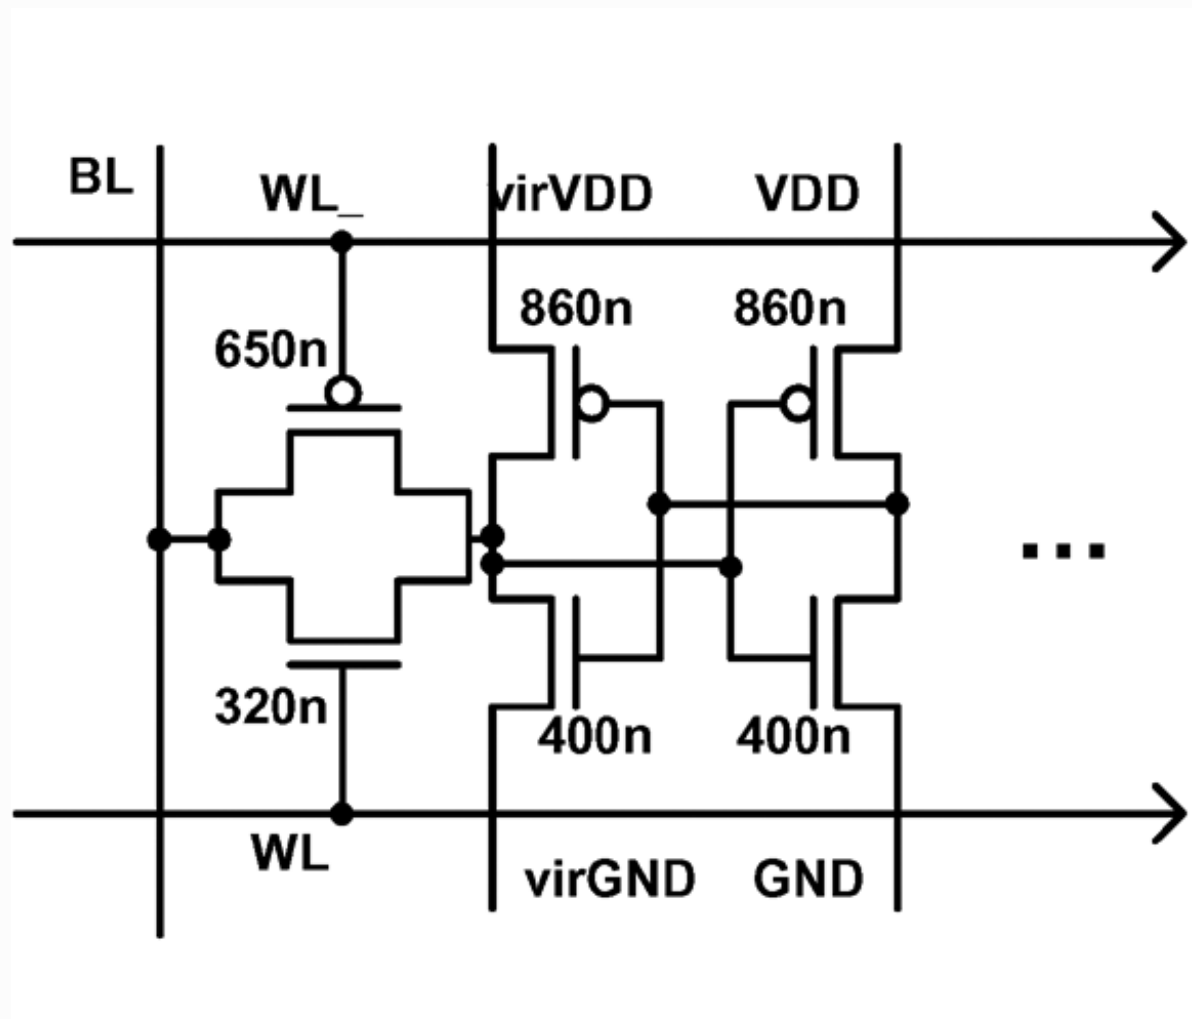 BL
WL_
virVDD
VDD
860n
860n
650n
...
320n
400n
400n
WL
virGND
GND